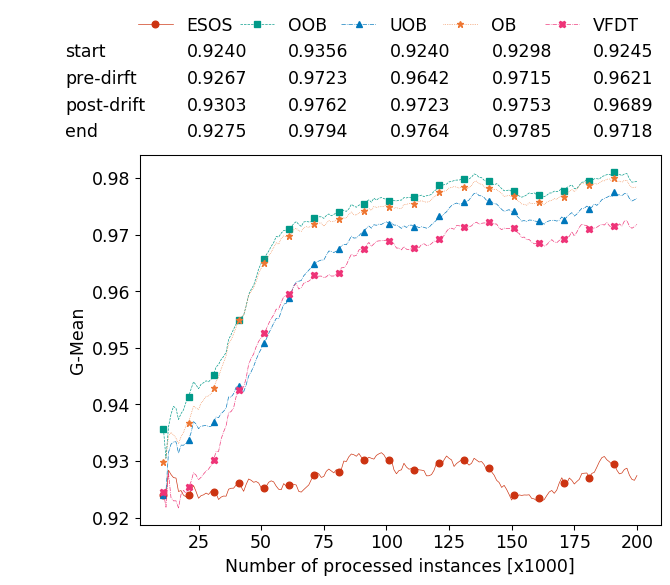 ESOS OOB UOB OB VFDT
start 0.9240 0.9356 0.9240 0.9298 0.9245
pre-dirft 0.9267 0.9723 0.9642 0.9715 0.9621
post-drift 0.9303 0.9762 0.9723 0.9753 0.9689
end 0.9275 0.9794 0.9764 0.9785 0.9718
0.98
0.97
0.96
0.95
0.94
0.93
0.92
G-Mean
25 50 75 100 125 150 175 200
Number of processed instances [x1000]